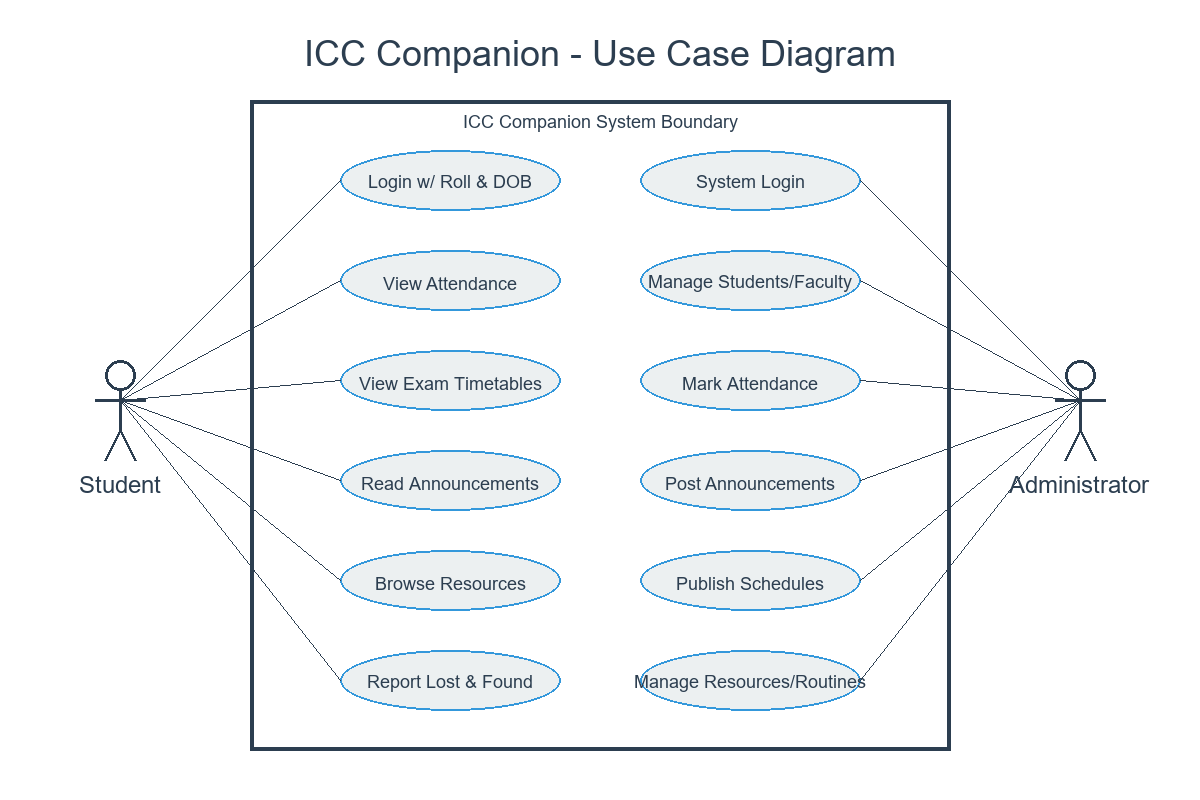 ICC Companion - Use Case Diagram
ICC Companion System Boundary
Login w/ Roll & DOB
System Login
View Attendance
Manage Students/Faculty
View Exam Timetables
Mark Attendance
Read Announcements
Post Announcements
Student
Administrator
Browse Resources
Publish Schedules
Report Lost & Found
Manage Resources/Routines